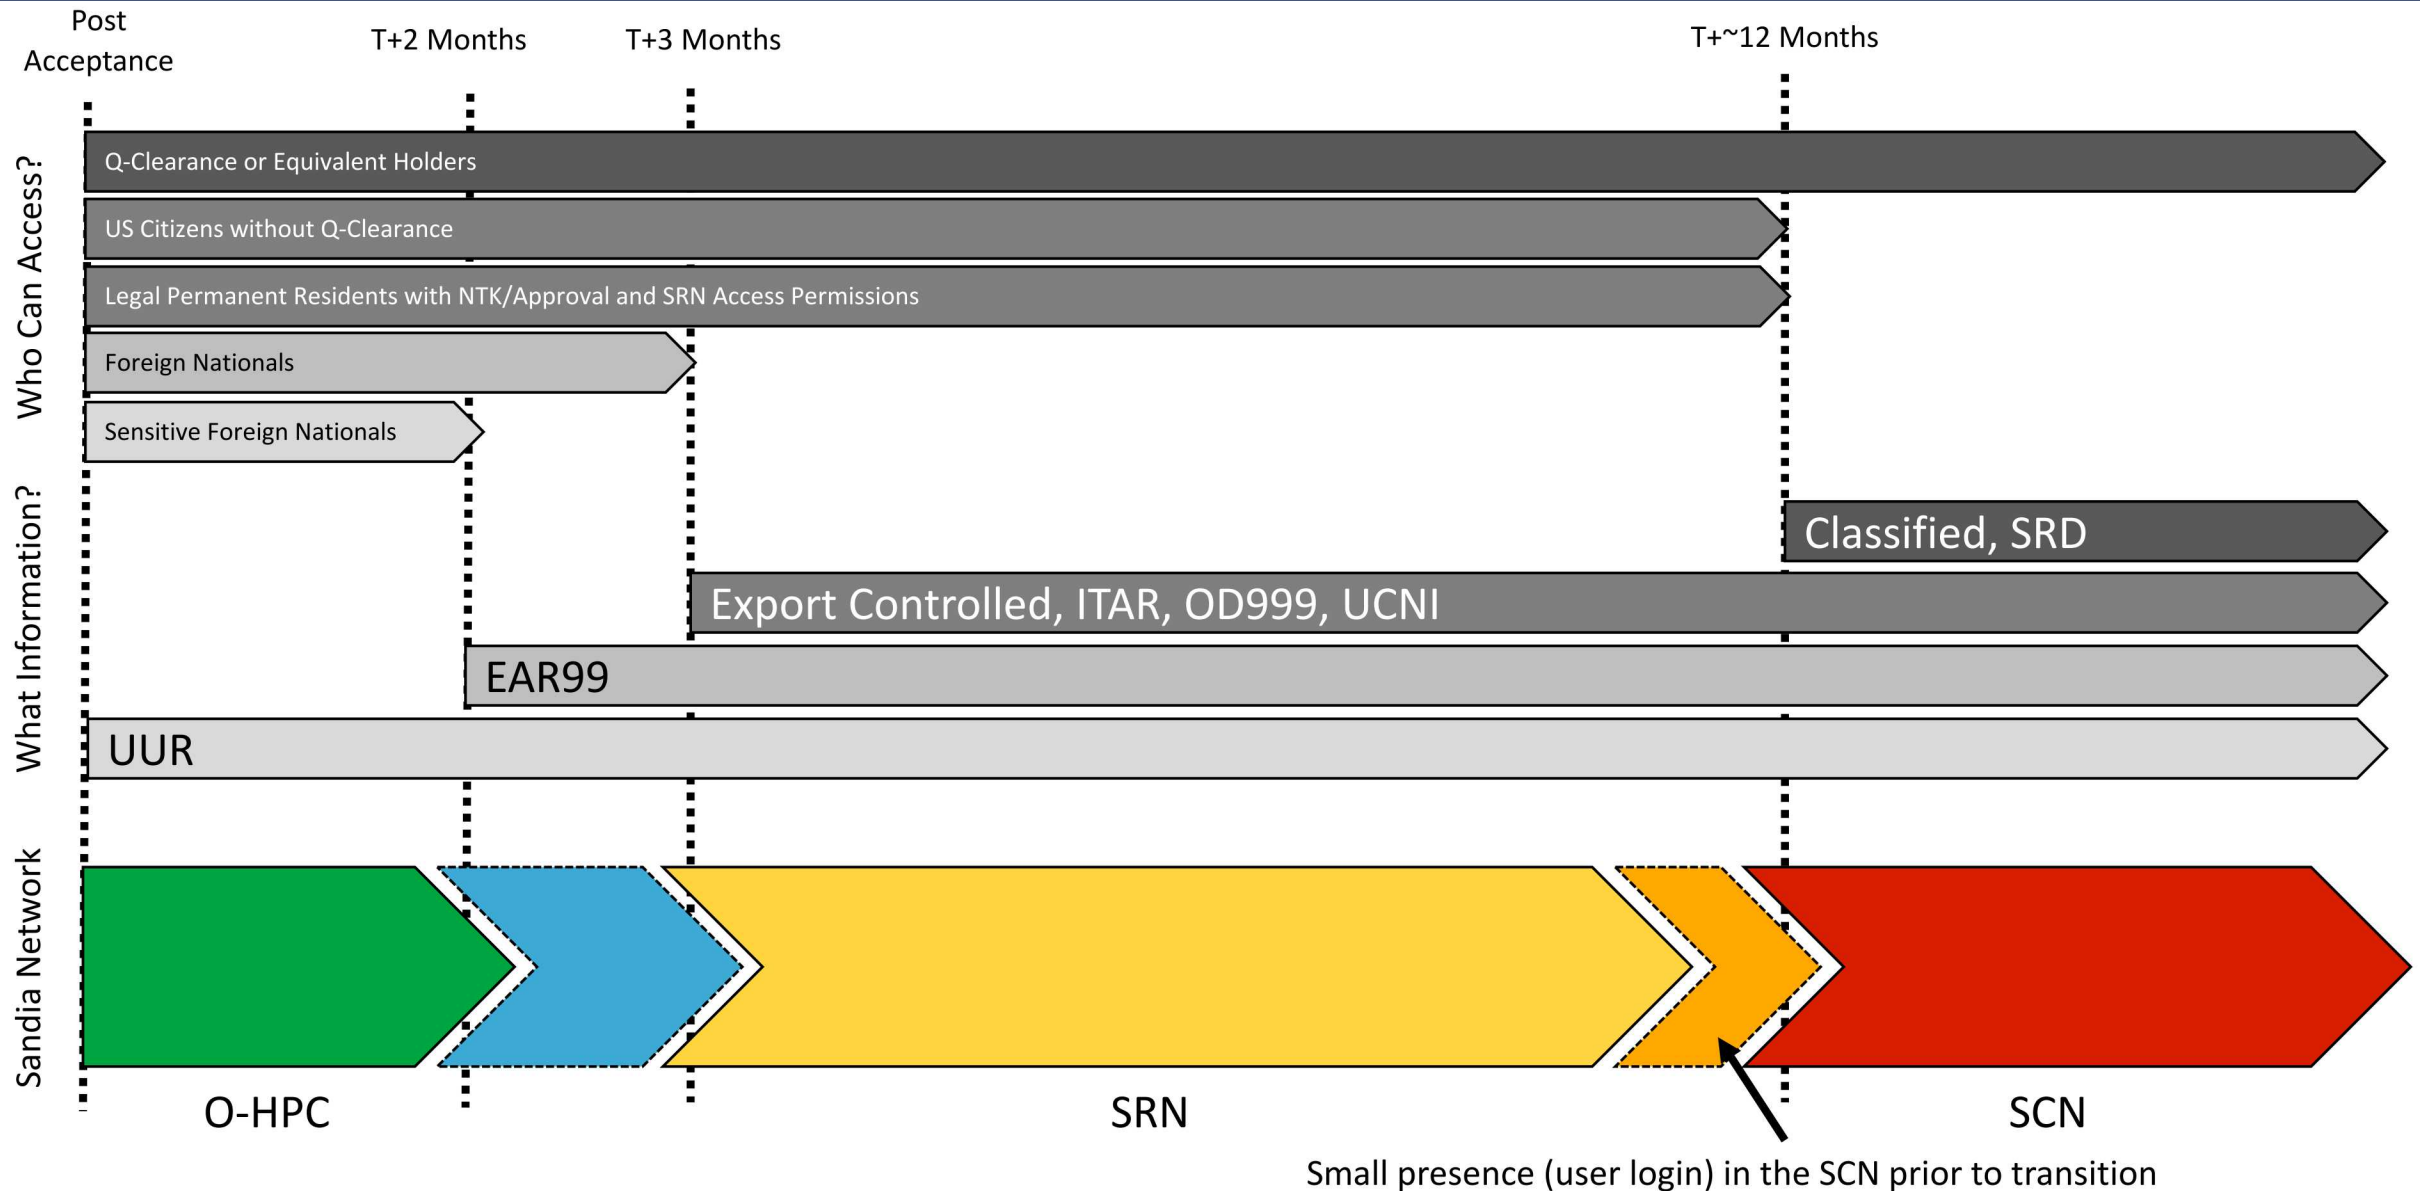 Post
Acceptance
T+2 Months
T+3 Months
T+~12 Months
Who Can Access?
Q-Clearance or Equivalent Holders
US Citizens without Q-Clearance
Legal Permanent Residents with NTK/Approval and SRN Access Permissions
Foreign Nationals
Sensitive Foreign Nationals
What Information?
Classified, SRD
Export Controlled, ITAR, OD999, UCNI
EAR99
UUR
Sandia Network
O-HPC
SRN
SCN
Small presence (user login) in the SCN prior to transition